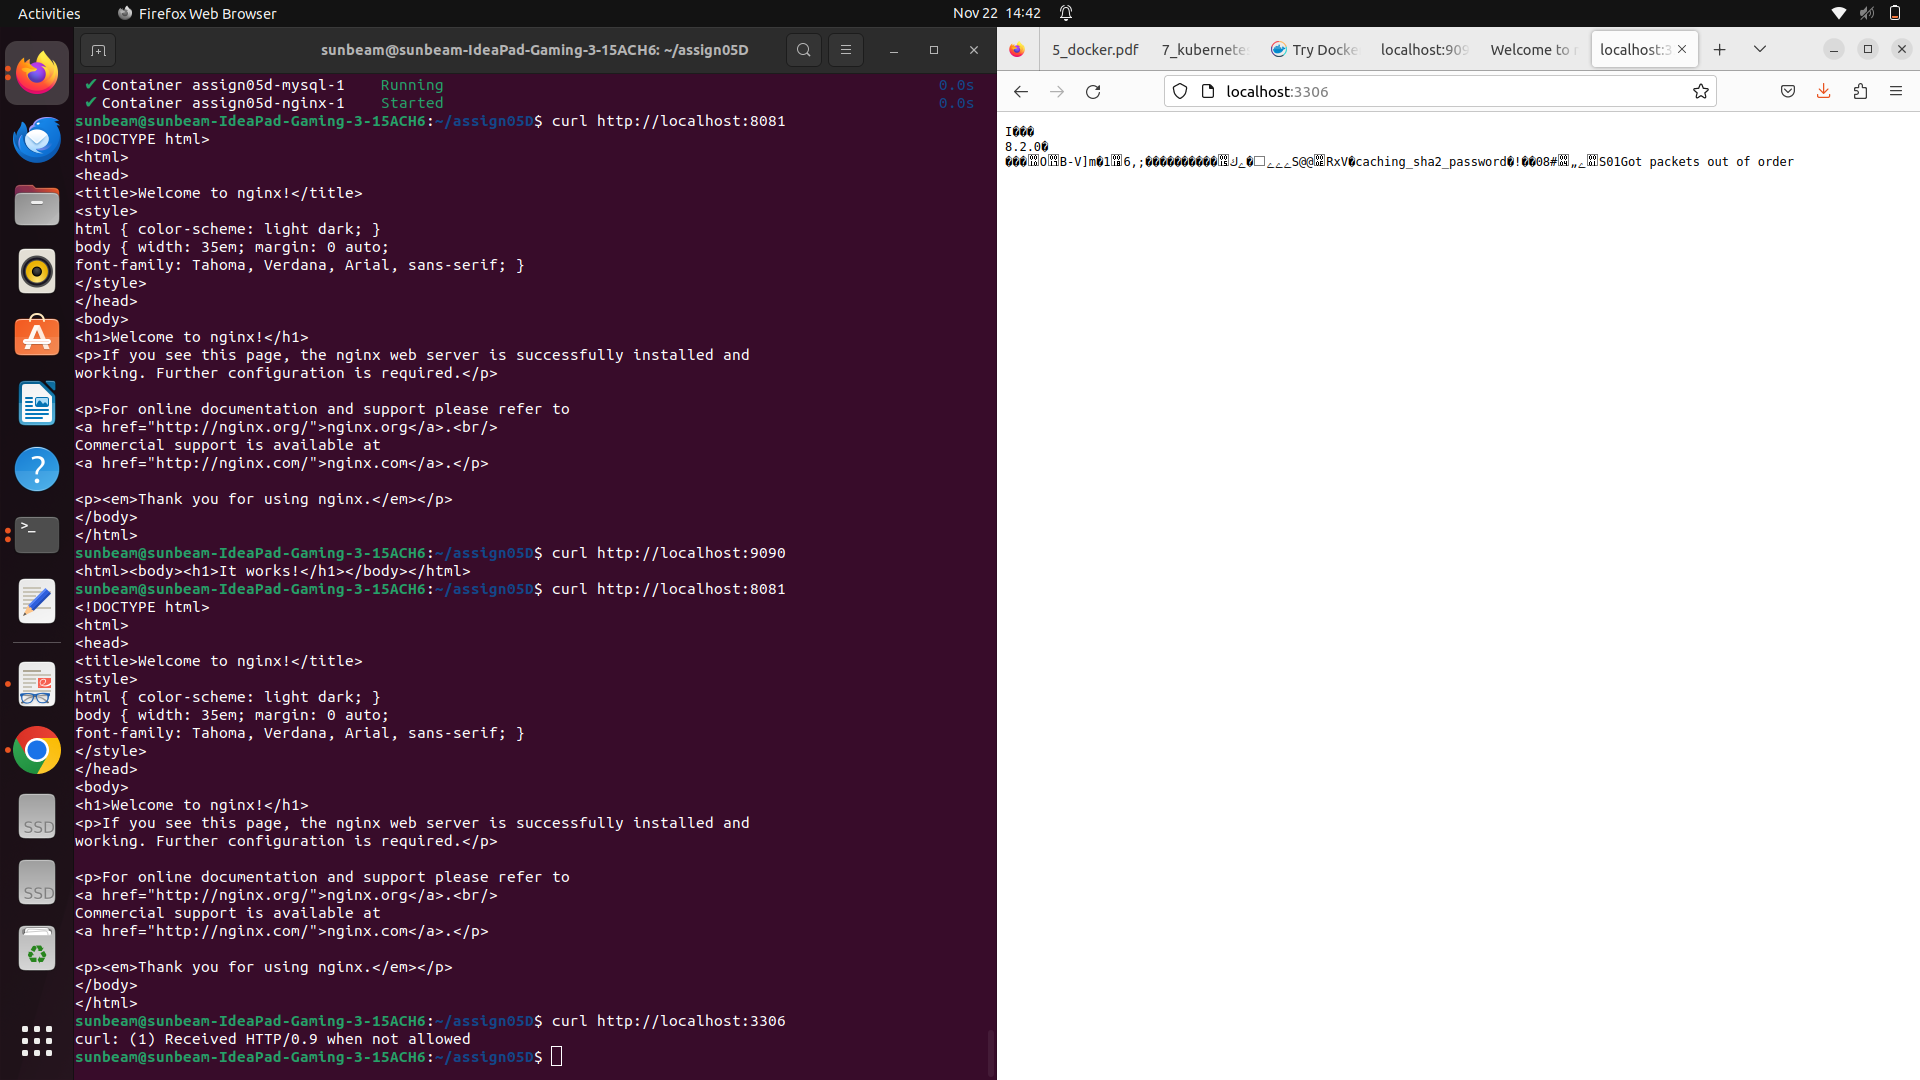 Activities
Firefox Web Browser
Nov 22 14:42
sunbeam@sunbeam-IdeaPad-Gaming-3-15ACH6: ~/assign05D
✔ Container assign05d-mysql-1 Running 0.0s
✔ Container assign05d-nginx-1 Started 0.0s
sunbeam@sunbeam-IdeaPad-Gaming-3-15ACH6:~/assign05D$ curl http://localhost:8081
<!DOCTYPE html>
<html>
<head>
<title>Welcome to nginx!</title>
<style>
html { color-scheme: light dark; }
body { width: 35em; margin: 0 auto;
font-family: Tahoma, Verdana, Arial, sans-serif; }
</style>
</head>
<body>
<h1>Welcome to nginx!</h1>
<p>If you see this page, the nginx web server is successfully installed and
working. Further configuration is required.</p>
<p>For online documentation and support please refer to
<a href="http://nginx.org/">nginx.org</a>.<br/>
Commercial support is available at
<a href="http://nginx.com/">nginx.com</a>.</p>
<p><em>Thank you for using nginx.</em></p>
</body>
</html>
sunbeam@sunbeam-IdeaPad-Gaming-3-15ACH6:~/assign05D$ curl http://localhost:9090
<html><body><h1>It works!</h1></body></html>
sunbeam@sunbeam-IdeaPad-Gaming-3-15ACH6:~/assign05D$ curl http://localhost:8081
<!DOCTYPE html>
<html>
<head>
<title>Welcome to nginx!</title>
<style>
html { color-scheme: light dark; }
body { width: 35em; margin: 0 auto;
font-family: Tahoma, Verdana, Arial, sans-serif; }
</style>
</head>
<body>
<h1>Welcome to nginx!</h1>
<p>If you see this page, the nginx web server is successfully installed and
working. Further configuration is required.</p>
<p>For online documentation and support please refer to
<a href="http://nginx.org/">nginx.org</a>.<br/>
Commercial support is available at
<a href="http://nginx.com/">nginx.com</a>.</p>
<p><em>Thank you for using nginx.</em></p>
</body>
</html>
sunbeam@sunbeam-IdeaPad-Gaming-3-15ACH6:~/assign05D$ curl http://localhost:3306
curl: (1) Received HTTP/0.9 when not allowed
sunbeam@sunbeam-IdeaPad-Gaming-3-15ACH6:~/assign05D$
SSD
SSD
5_docker.pdf
7_kubernete
Try Docke
localhost:909
Welcome to
localhost:3
localhost:3306
I���
8.2.0�
RxV�caching_sha2_password�!��08# S01Got packets out of order